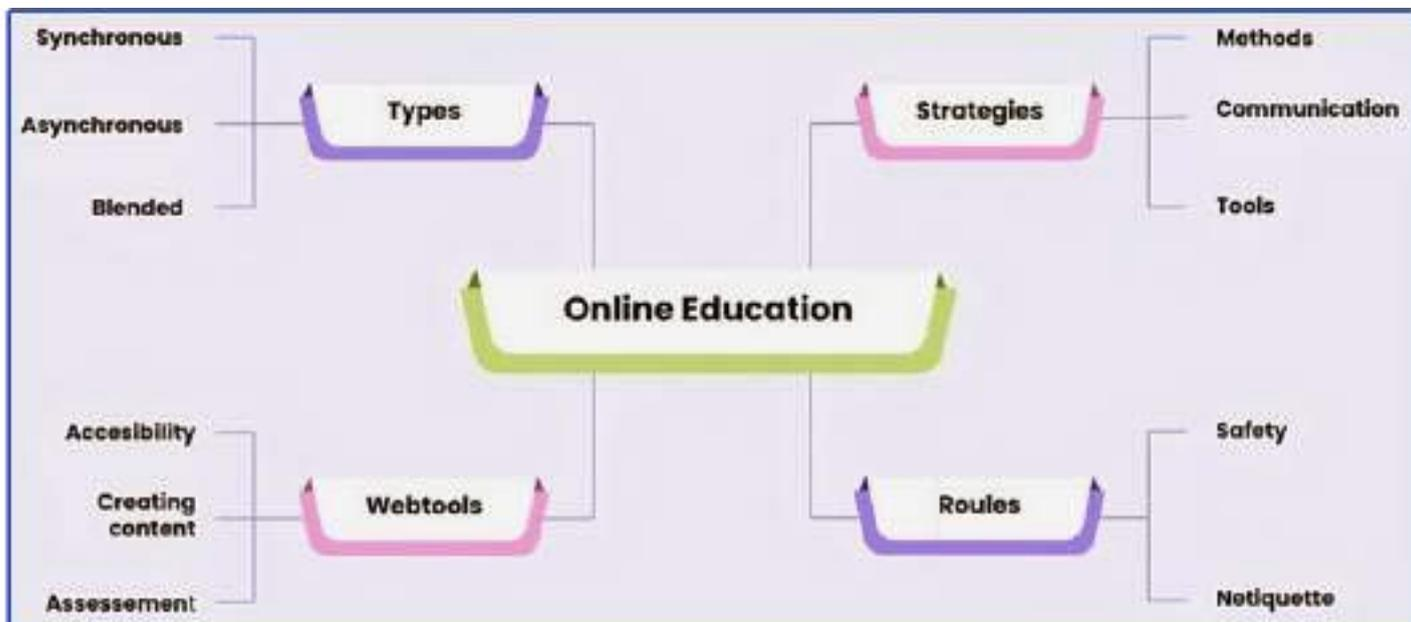 Synchronous
Asynchronous
Blended
Types
Strategies
Methods
Communication
Tools
Online Education
Accesibility
Creating
content
Assessement
Webtools
Roules
Safety
Netiquette